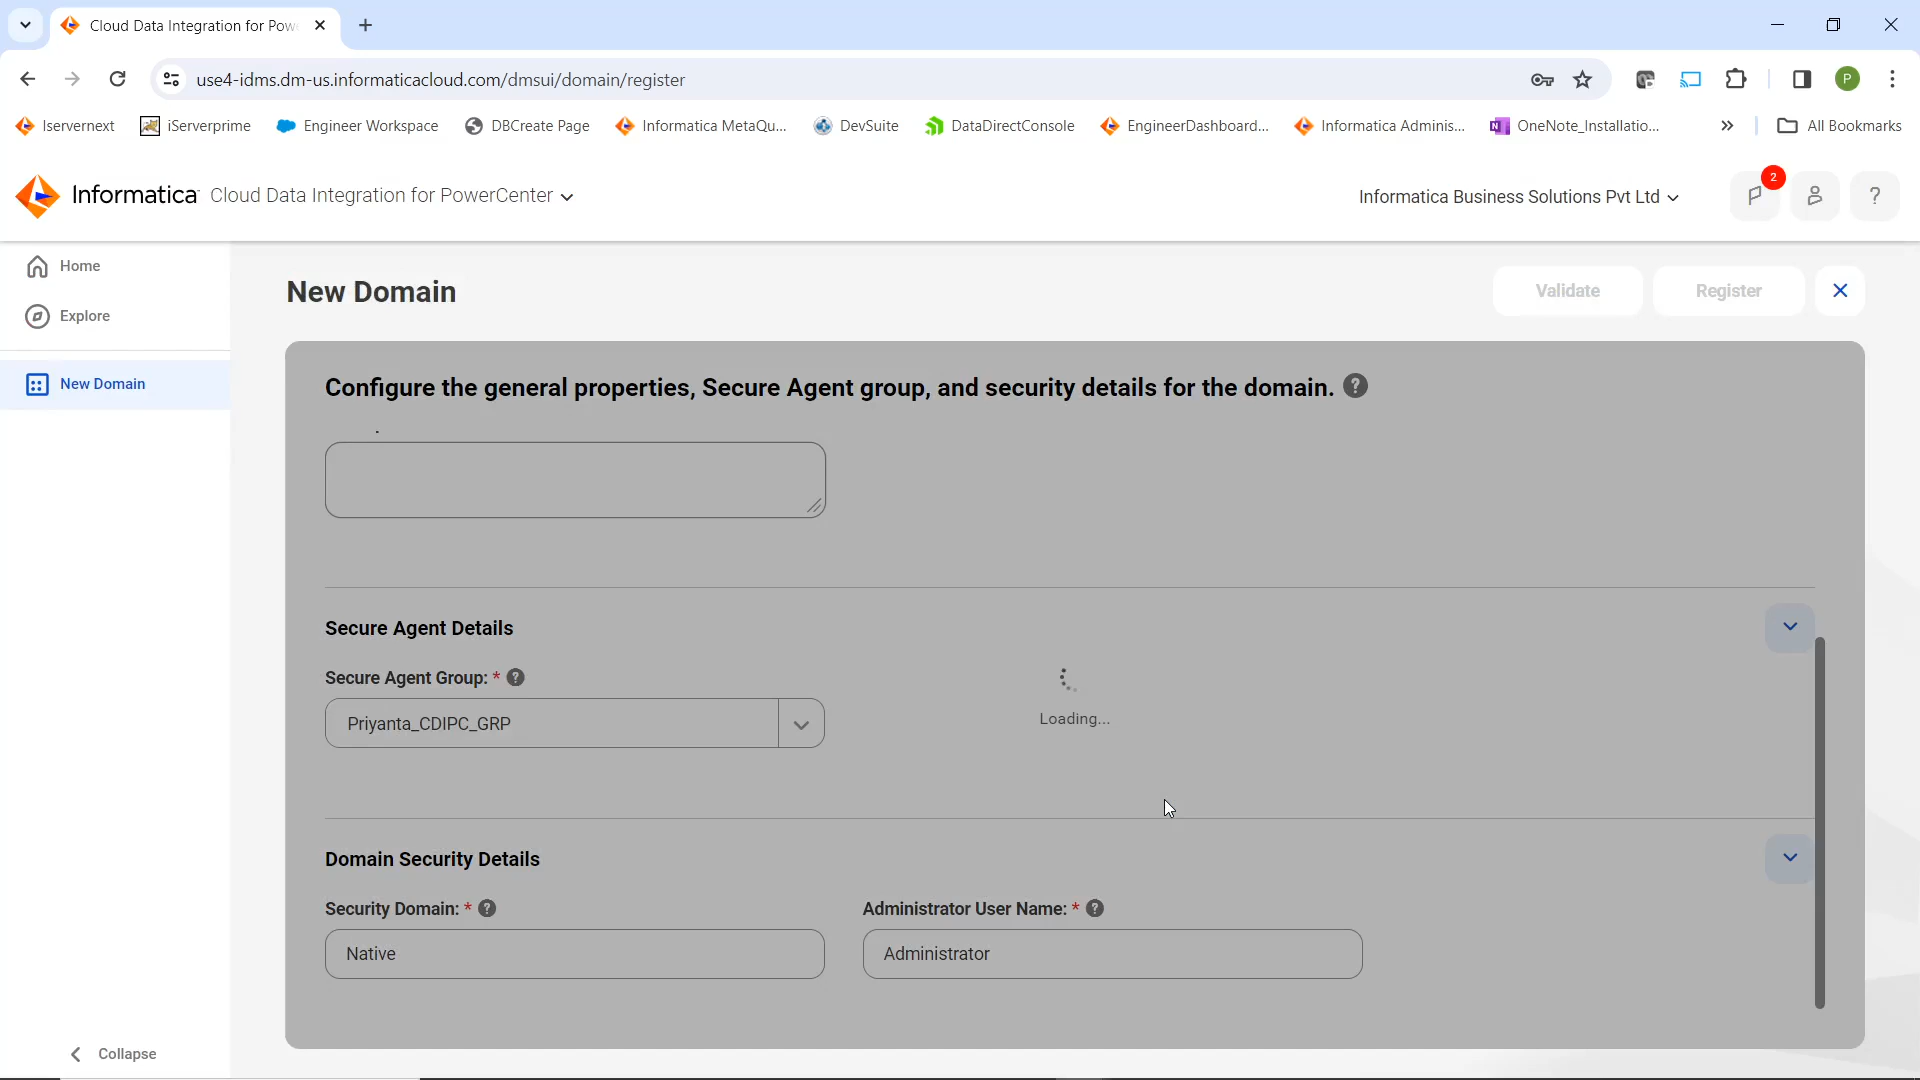 Cloud Data Integration for Pow
use4-idms.dm-us.informaticacloud.com/dmsui/domain/register
P
Iservernext
iServerprime
Engineer Workspace
DBCreate Page
Informatica MetaQu...
DevSuite
DataDirectConsole
EngineerDashboard...
Informatica Adminis...
OneNote_Installatio...
All Bookmarks
Informatica Cloud Data Integration for PowerCenter
Informatica Business Solutions Pvt Ltd
2
?
Home
Explore
New Domain
New Domain
Validate
Register
Configure the general properties, Secure Agent group, and security details for the domain. ?
Secure Agent Details
Secure Agent Group: * ?
Priyanta_CDIPC_GRP
Loading...
Domain Security Details
Security Domain: * ?
Administrator User Name: * ?
Native
Administrator
Collapse